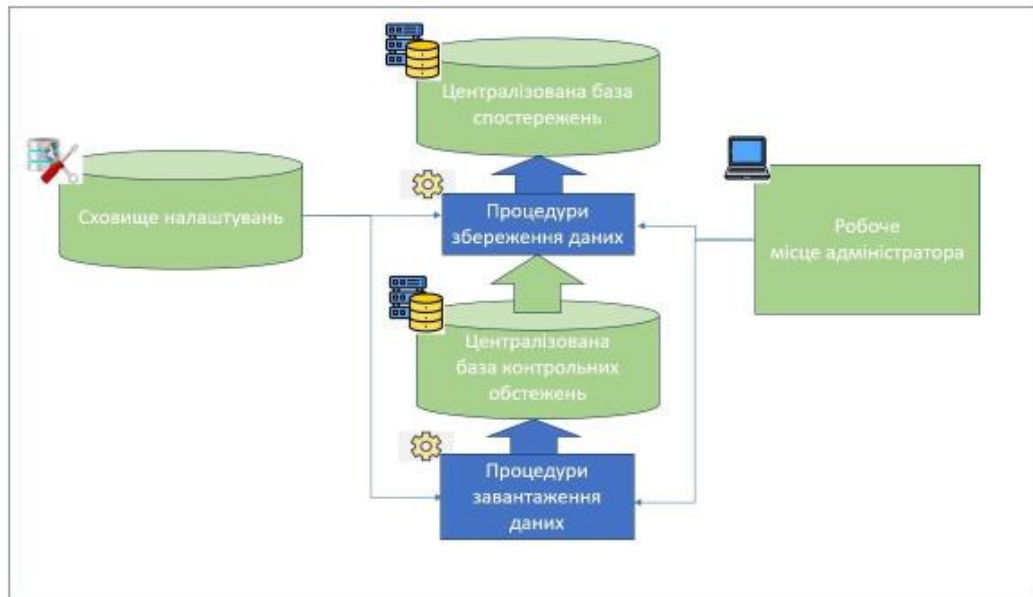 Централізована база
спостережень
Сховище налаштувань
Процедури
збереження даних
Робоче
місце адміністратора
Централізована
база контрольних
обстежень
Процедури
завантаження
даних